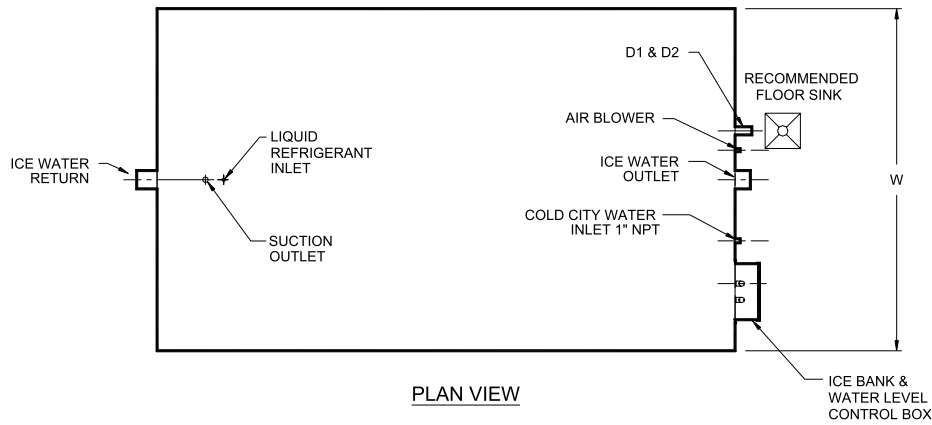 D1 & D2
RECOMMENDED
FLOOR SINK
AIR BLOWER
LIQUID
REFRIGERANT
INLET
ICE WATER
RETURN
ICE WATER
OUTLET
W
COLD CITY WATER
INLET 1" NPT
SUCTION
OUTLET
PLAN VIEW
ICE BANK &
WATER LEVEL
CONTROL BOX